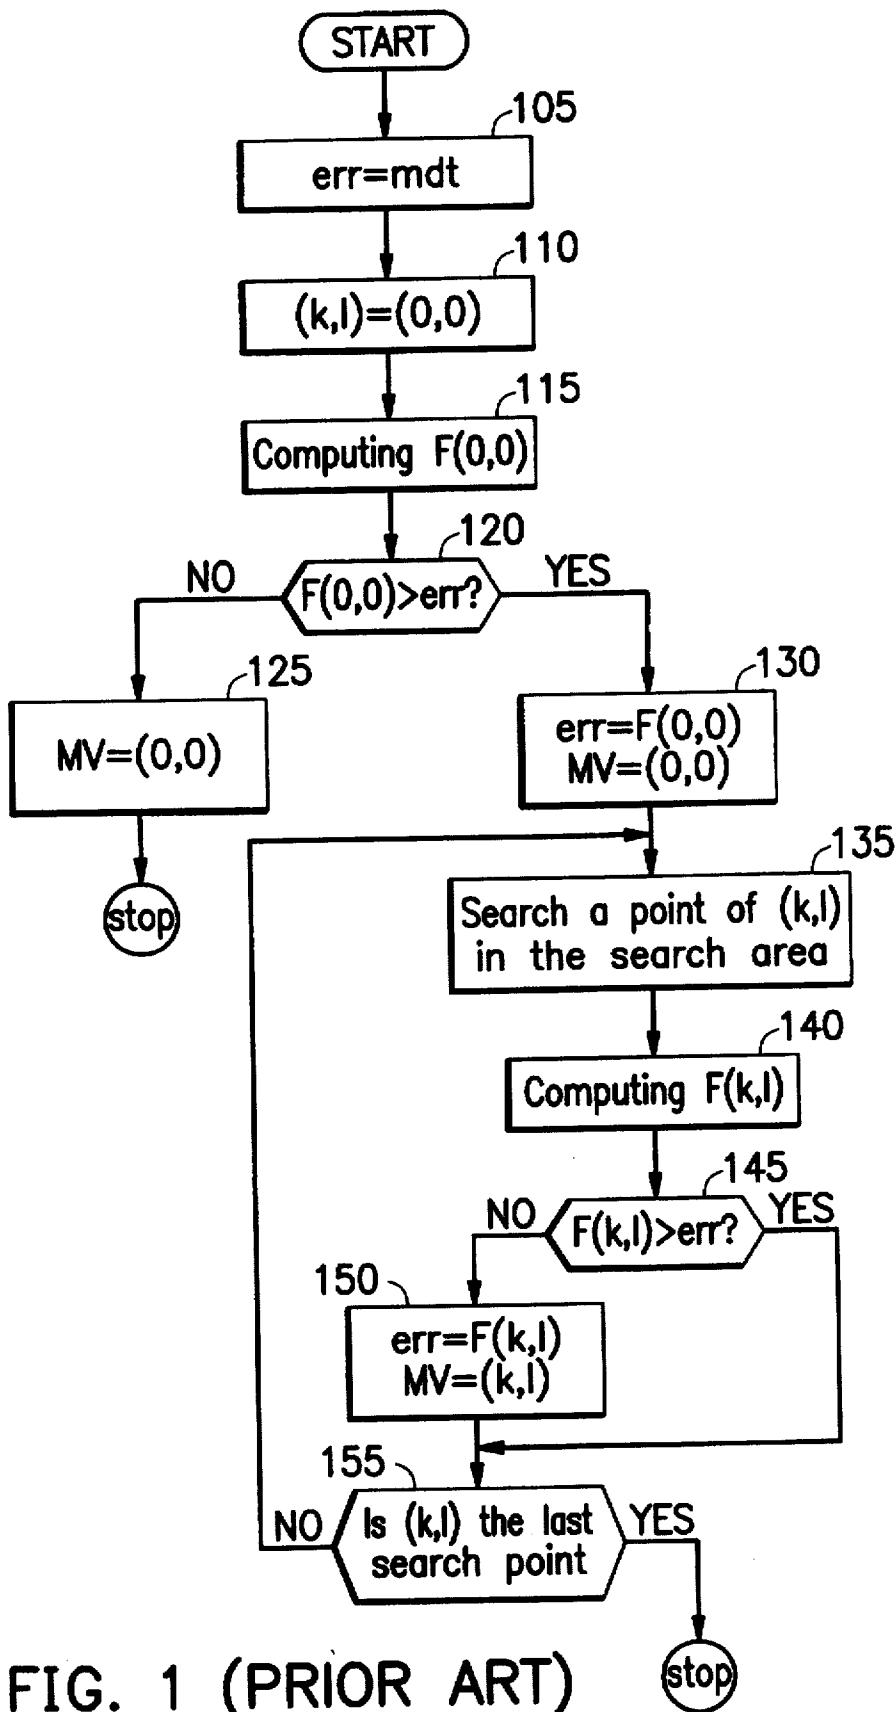 START
105
err=mdt
110
(k,l)=(0,0)
115
Computing F(0,0)
120
NO
F(0,0)>err?
YES
125
MV=(0,0)
stop
130
err=F(0,0)
MV=(0,0)
135
Search a point of (k,l)
in the search area
140
Computing F(k,l)
145
NO
F(k,l)>err?
YES
150
err=F(k,l)
MV=(k,l)
155
NO
Is (k,l) the last
search point
YES
stop
FIG. 1 (PRIOR ART)